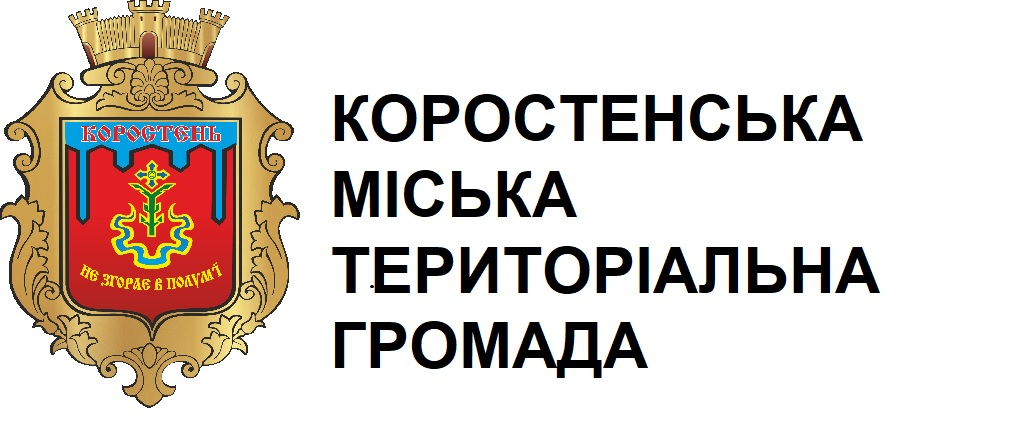 КОРОСТЕНЬ
НЕ ЗГОРАЄ В ПОЛУМ'Ї
КОРОСТЕНСЬКА
МІСЬКА
ТЕРИТОРІАЛЬНА
ГРОМАДА